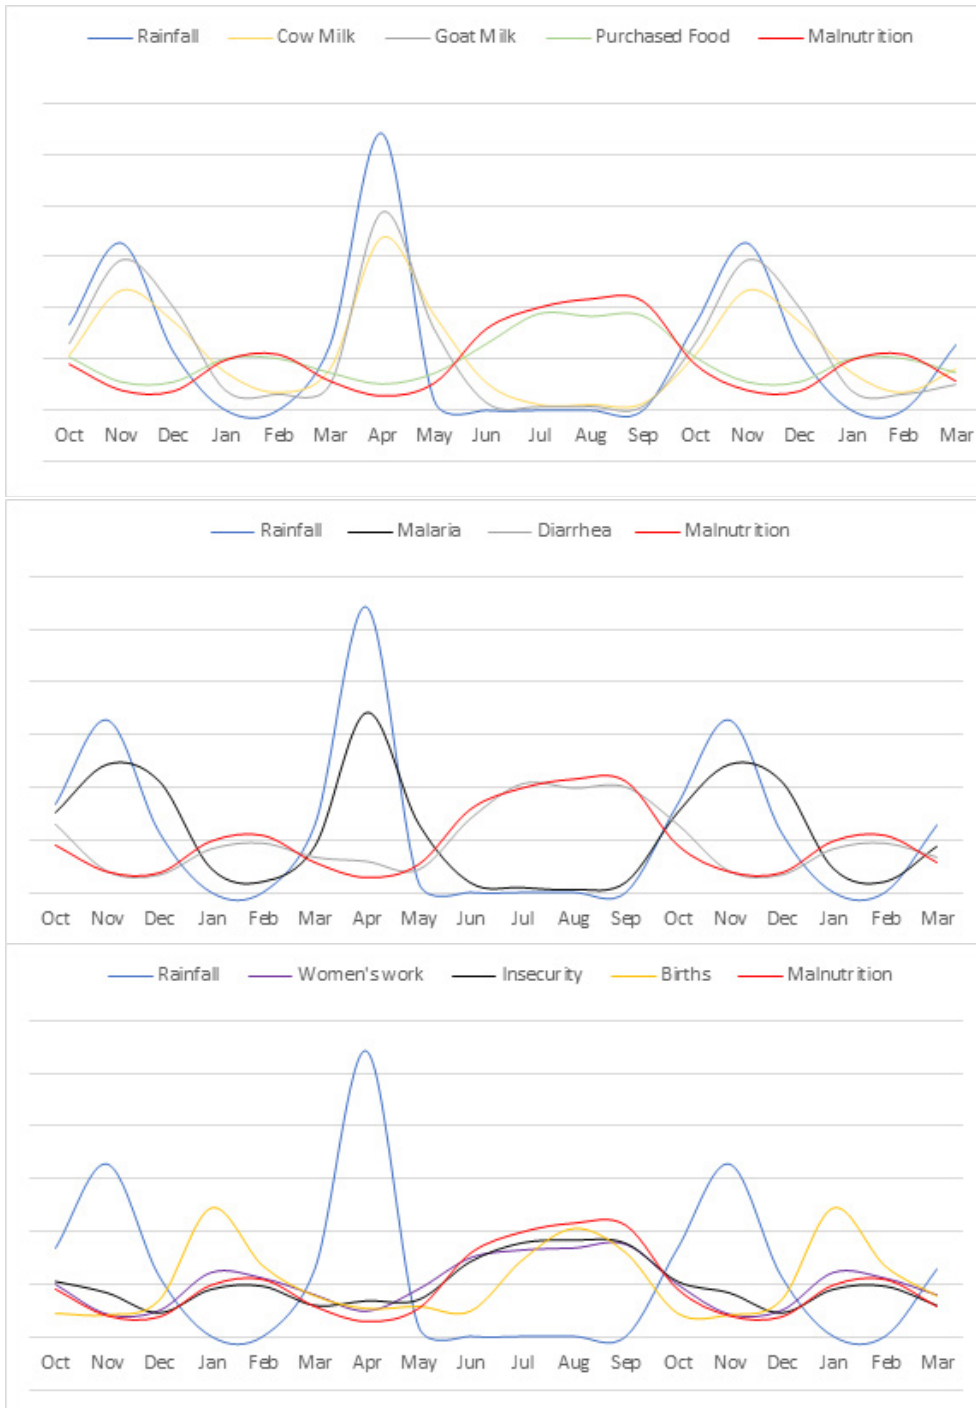 Rainfall Cow Milk Goat Milk Purchased Food Malnutrition
Oct Nov Dec Jan Feb Mar Apr May Jun Jul Aug Sep Oct Nov Dec Jan Feb Mar
Rainfall Malaria Diarrhea Malnutrition
Oct Nov Dec Jan Feb Mar Apr May Jun Jul Aug Sep Oct Nov Dec Jan Feb Mar
Rainfall Women's work Insecurity Births Malnutrition
Oct Nov Dec Jan Feb Mar Apr May Jun Jul Aug Sep Oct Nov Dec Jan Feb Mar